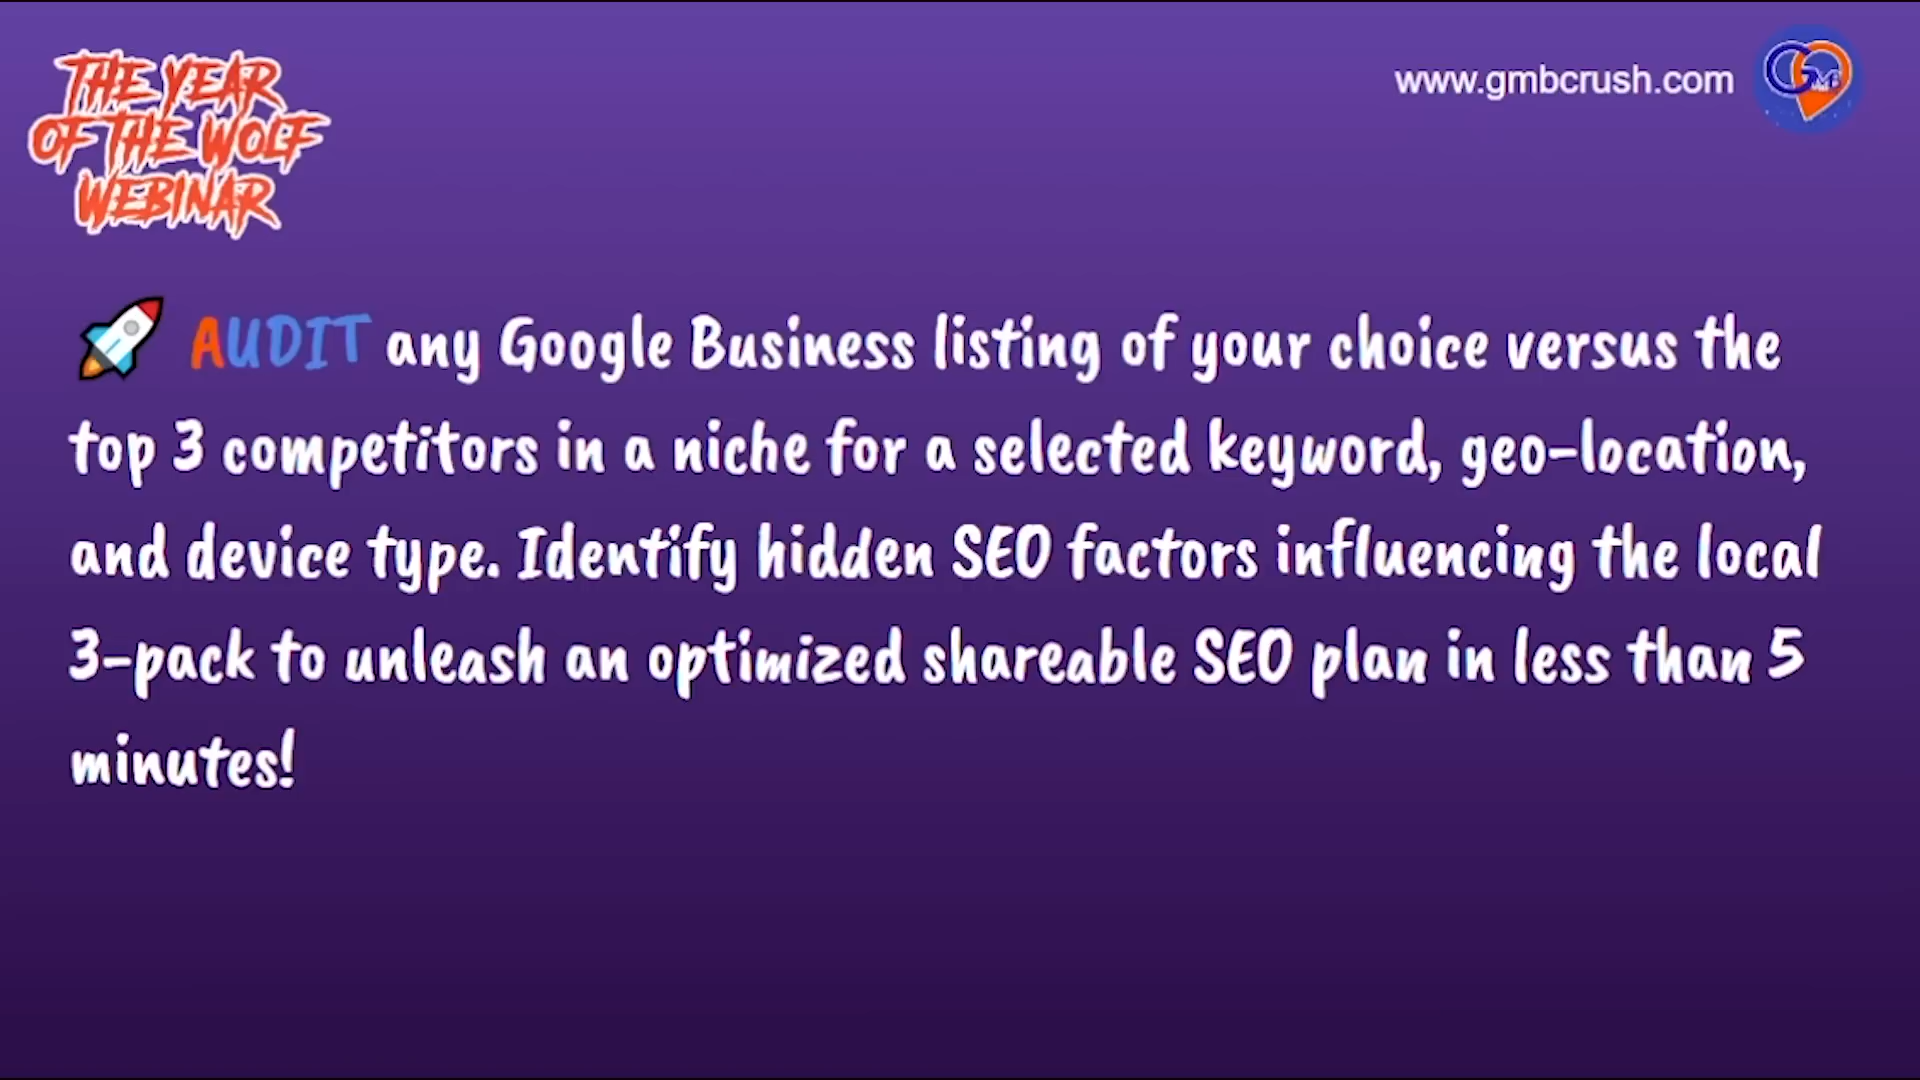 THE YEAR
OF THE WOLF
WEBINAR
www.gmbcrush.com
GMB
AUDIT any Google Business listing of your choice versus the
top 3 competitors in a niche for a selected keyword, geo-location,
and device type. Identify hidden SEO factors influencing the local
3-pack to unleash an optimized shareable SEO plan in less than 5
minutes!